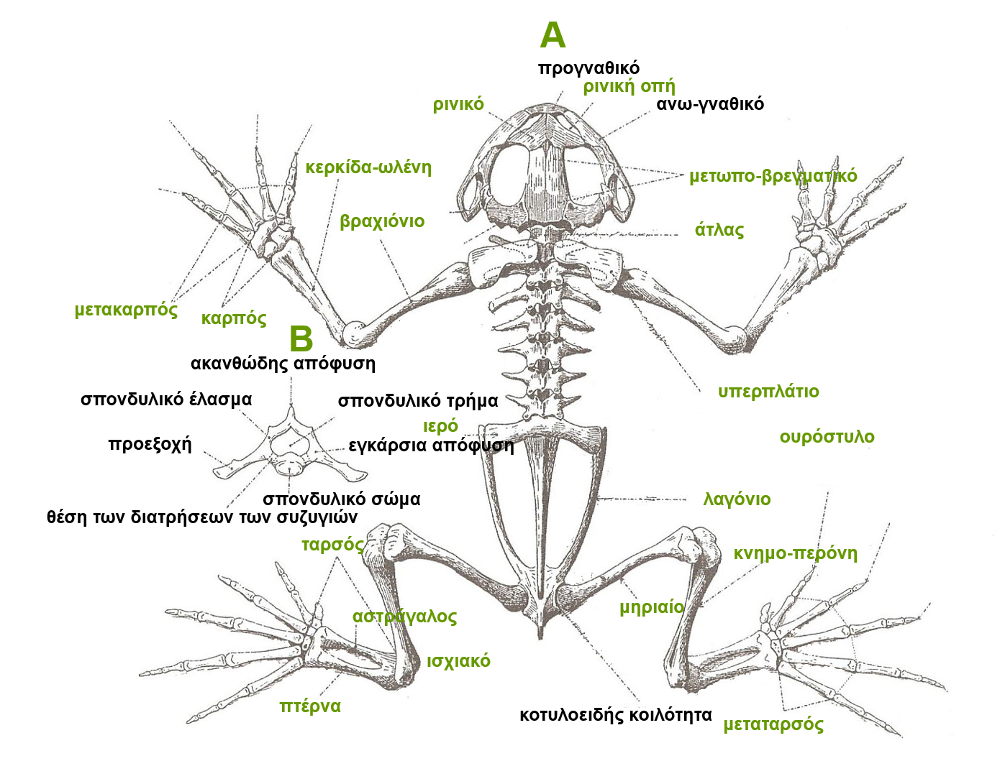 A
προγναθικό
ρινική οπή
ρινικό
ανω-γναθικό
κερκίδα-ωλένη
μετωπο-βρεγματικό
βραχιόνιο
άτλας
μετακαρπός
καρπός
B
ακανθώδης απόφυση
σπονδυλικό έλασμα
σπονδυλικό τρήμα
υπερπλάτιο
ιερό
ουρόστυλο
προεξοχή
εγκάρσια απόφυση
σπονδυλικό σώμα
λαγόνιο
θέση των διατρήσεων των συζυγιών
ταρσός
κνημο-περόνη
μηριαίο
αστράγαλος
ισχιακό
πτέρνα
κοτυλοειδής κοιλότητα
μεταταρσός